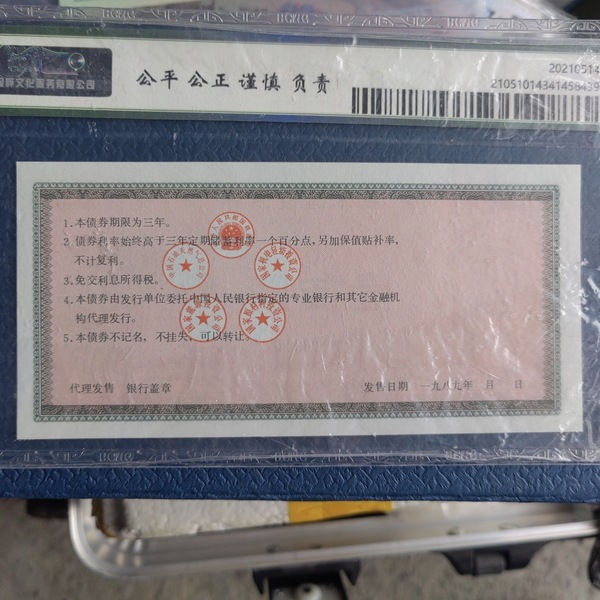 公平 公正 谨慎 负责
20210514
1. 本债券期限为三年。
2. 债券利率始终高于三年定期储蓄利率一个百分点，另加保值贴补率，
不计复利。
3. 免交利息所得税。
4. 本债券由发行单位委托中国人民银行指定的专业银行和其它金融机
构代理发行。
5. 本债券不记名，不挂失，可以转让。
代理发售 银行盖章
发售日期 一九八九年 月 日